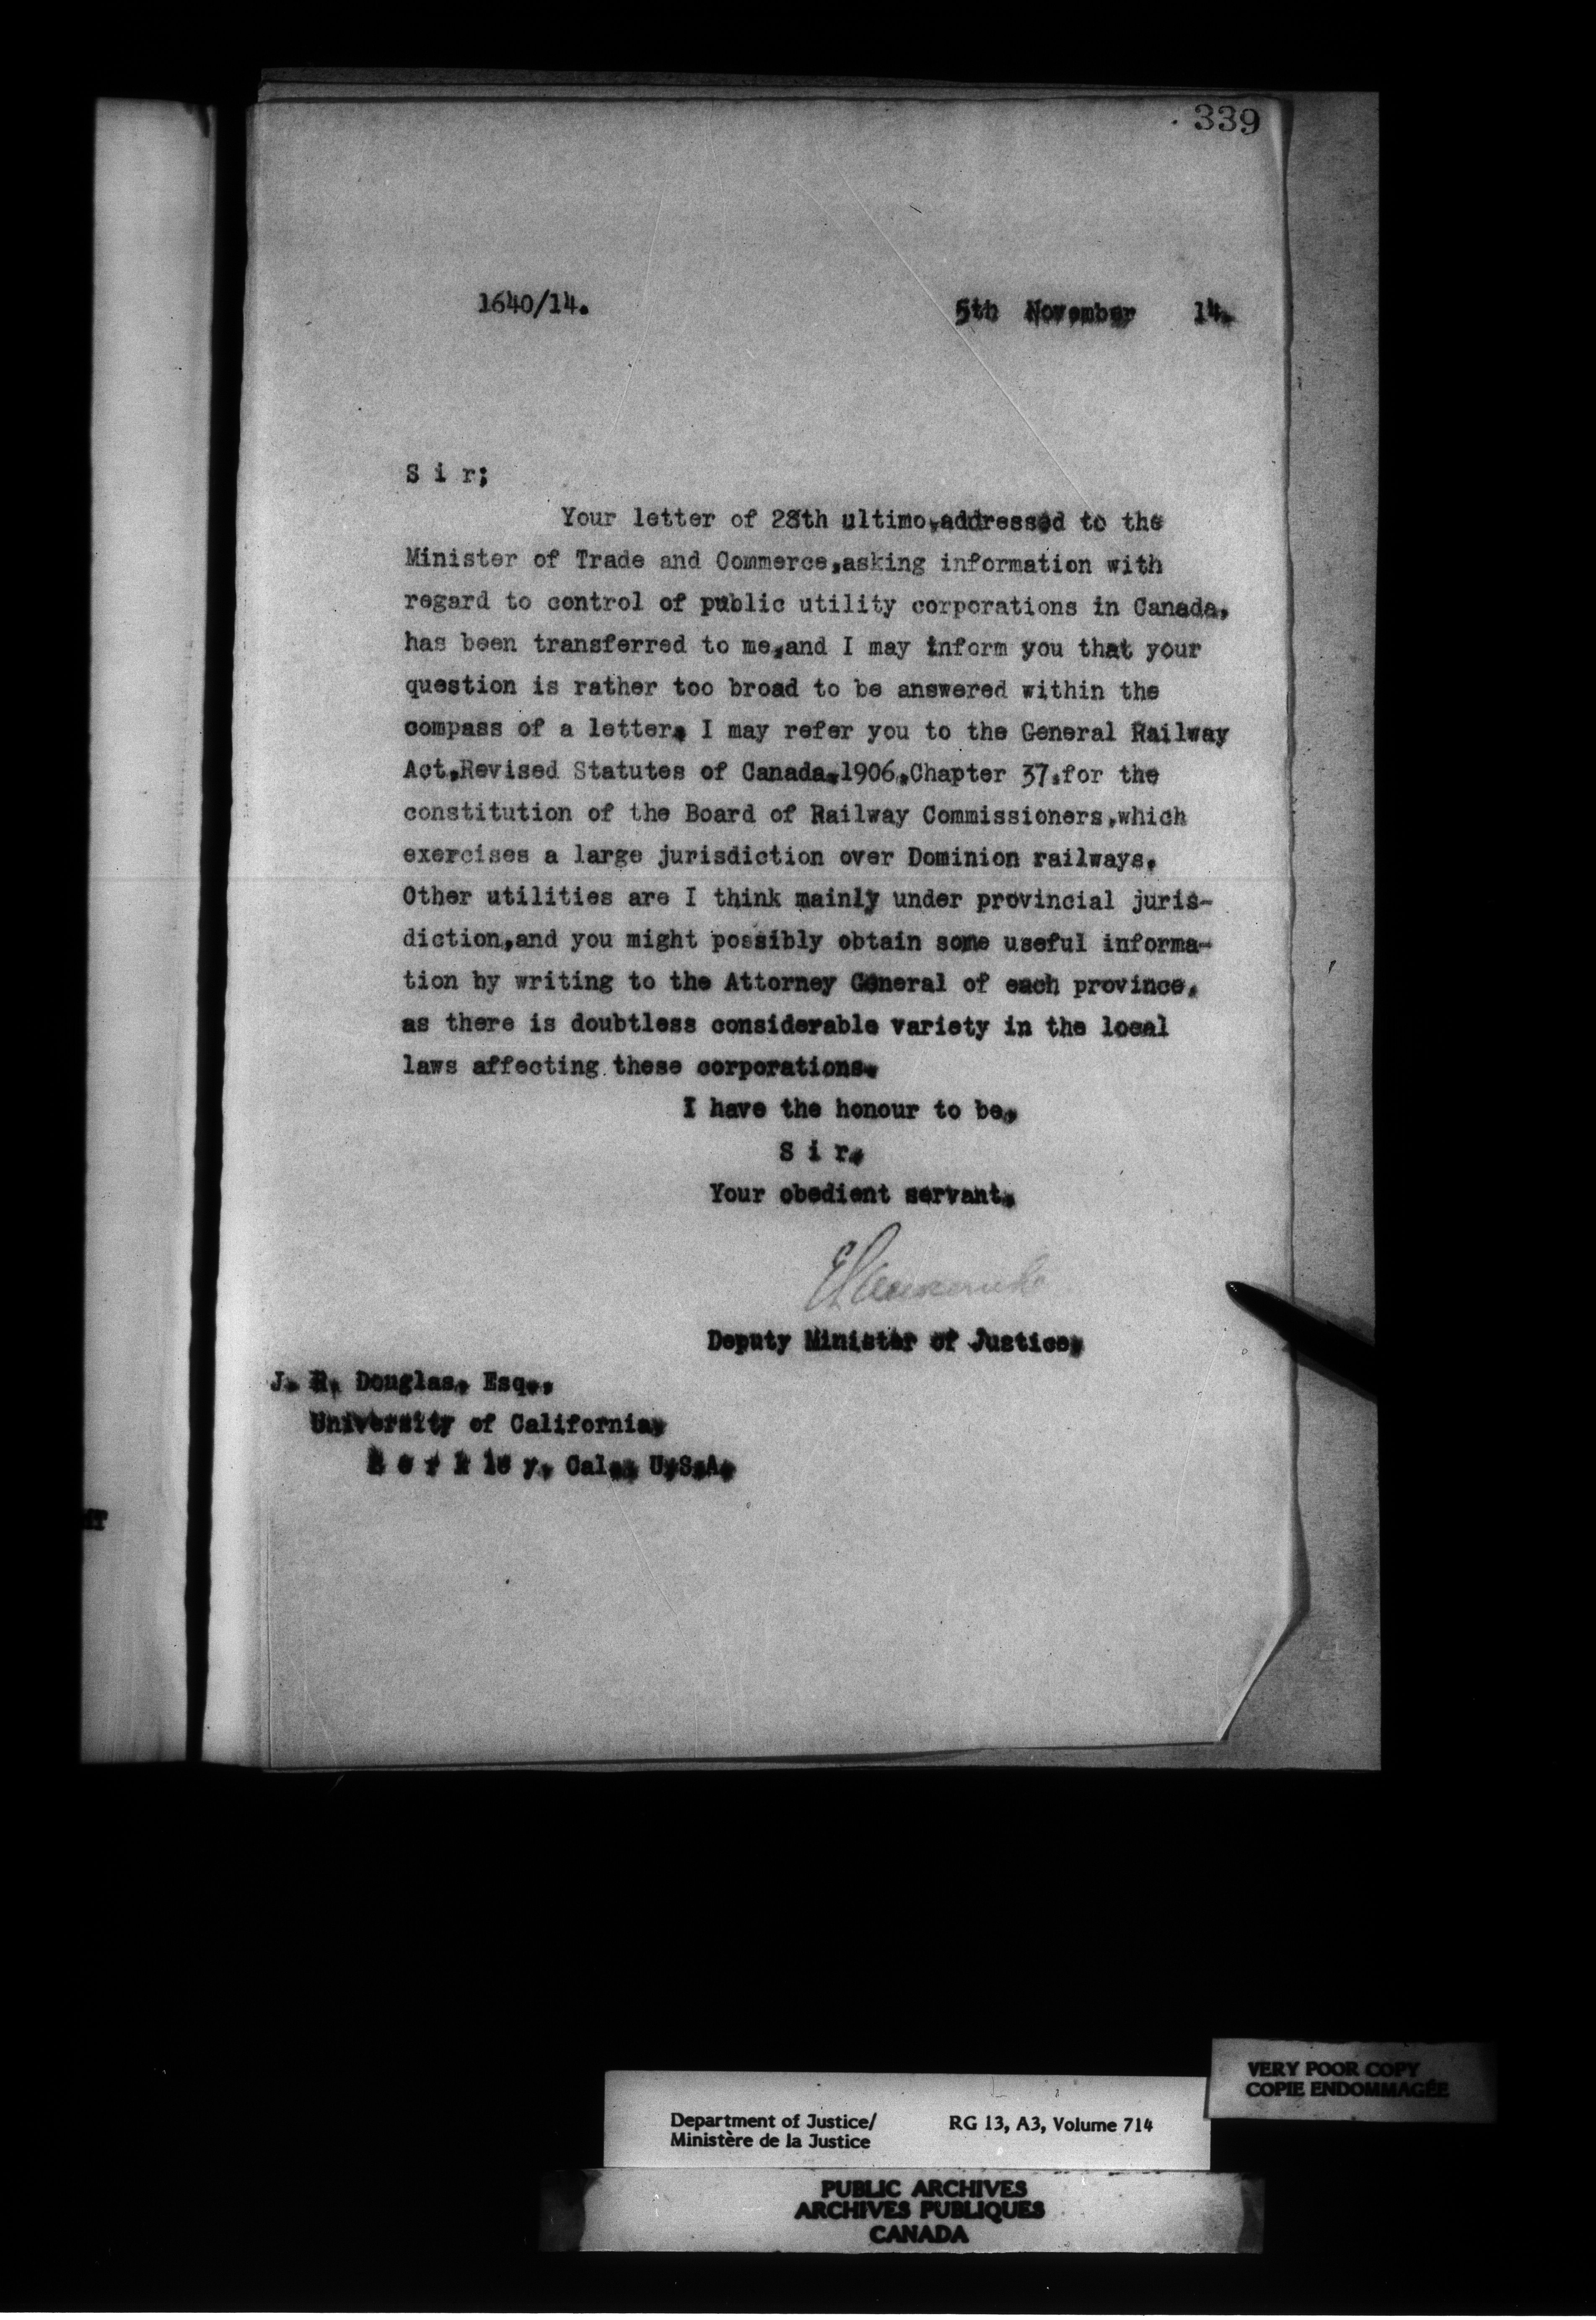 339
1640/14.
5th November 14.
S i r;
Your letter of 28th ultimo,addressed to the
Minister of Trade and Commerce,asking information with
regard to control of public utility corporations in Canada,
has been transferred to me,and I may inform you that your
question is rather too broad to be answered within the
compass of a letter. I may refer you to the General Railway
Act,Revised Statutes of Canada,1906,Chapter 37,for the
constitution of the Board of Railway Commissioners,which
exercises a large jurisdiction over Dominion railways.
Other utilities are I think mainly under provincial juris-
diction,and you might possibly obtain some useful informa-
tion by writing to the Attorney General of each province,
as there is doubtless considerable variety in the local
laws affecting these corporations.
I have the honour to be,
S i r,
Your obedient servant,
Deputy Minister of Justice,
J. R. Douglas, Esq.,
University of California,
B e r k le y, Cal., U.S.A.
VERY POOR COPY
COPIE ENDOMMAGÉE
Department of Justice/ RG 13, A3, Volume 714
Ministère de la Justice
PUBLIC ARCHIVES
ARCHIVES PUBLIQUES
CANADA